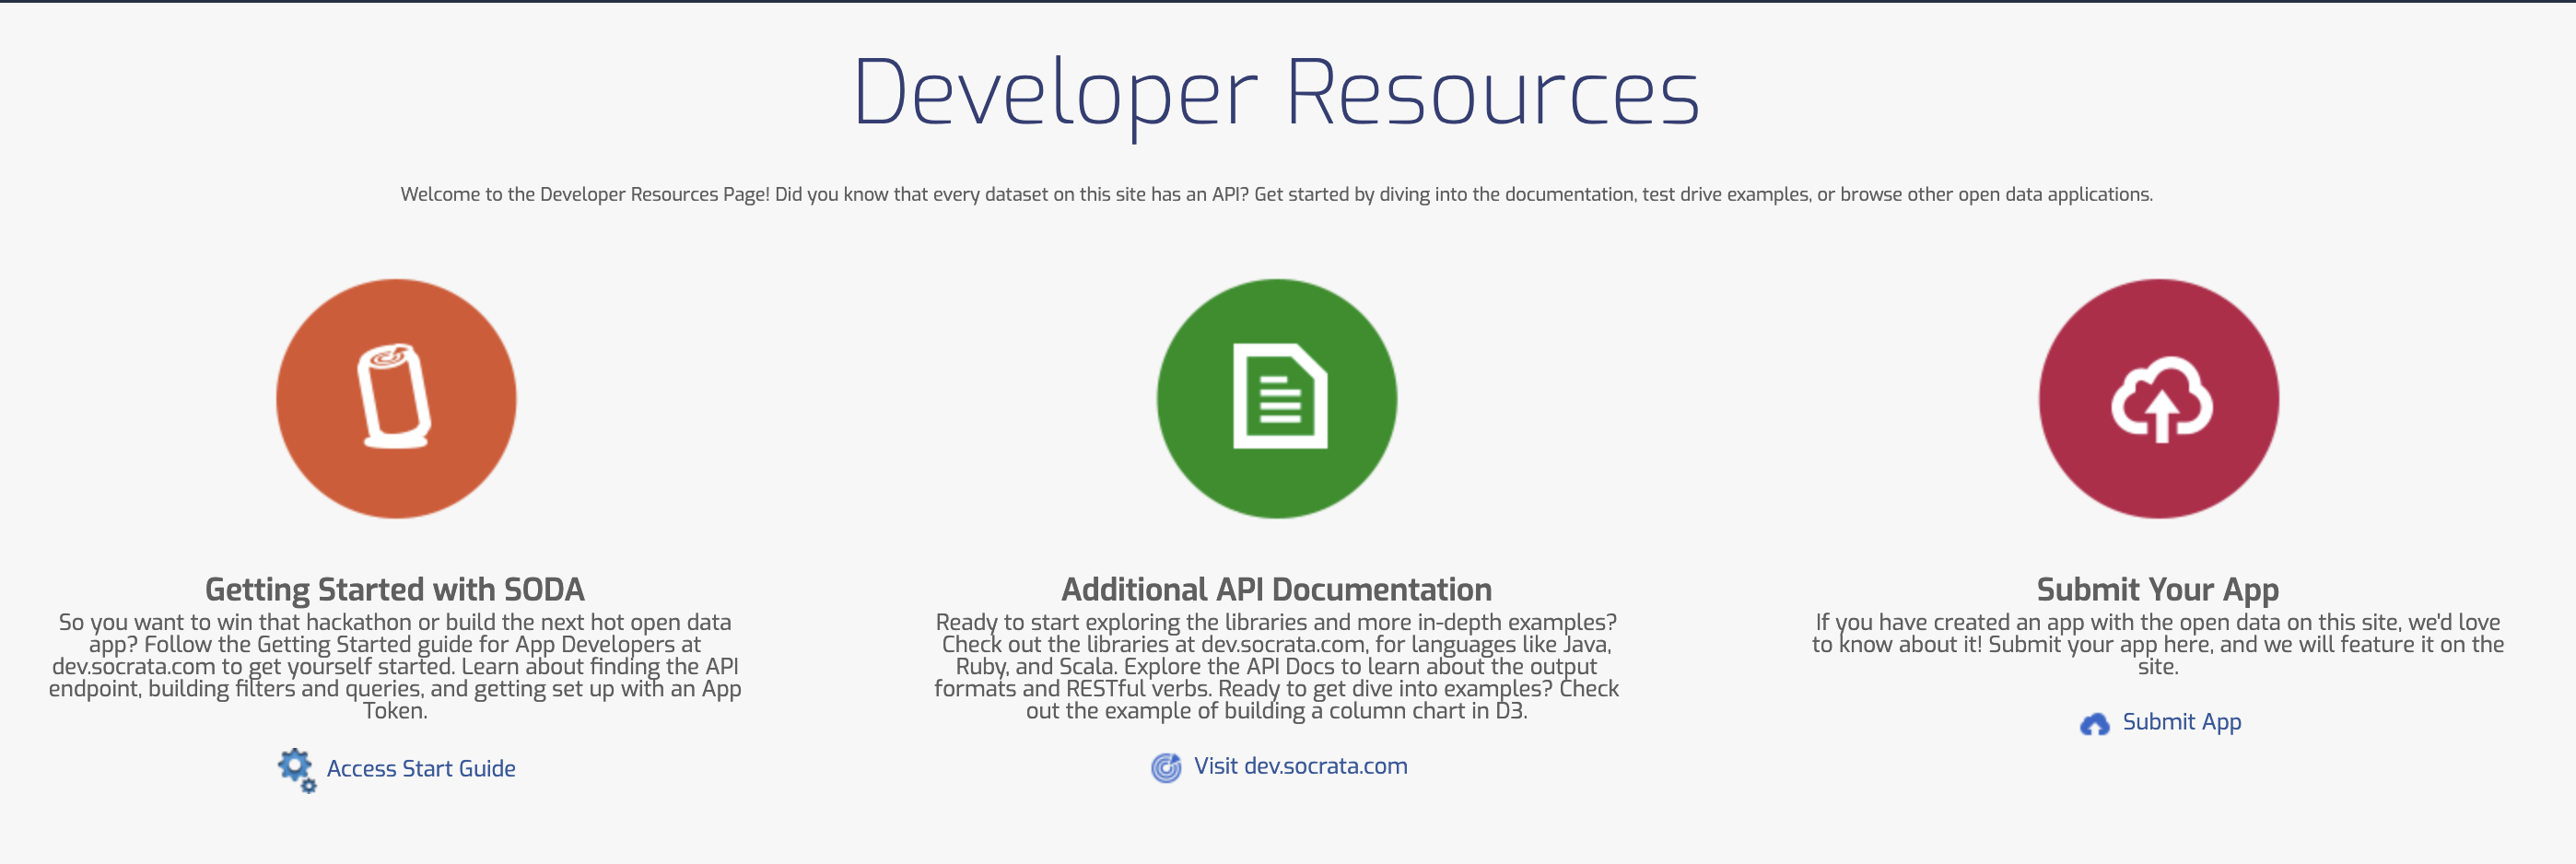 Developer Resources
Welcome to the Developer Resources Page! Did you know that every dataset on this site has an API? Get started by diving into the documentation, test drive examples, or browse other open data applications.
Getting Started with SODA
So you want to win that hackathon or build the next hot open data
app? Follow the Getting Started guide for App Developers at
dev.socrata.com to get yourself started. Learn about finding the API
endpoint, building filters and queries, and getting set up with an App
Token.
Access Start Guide
Additional API Documentation
Ready to start exploring the libraries and more in-depth examples?
Check out the libraries at dev.socrata.com, for languages like Java,
Ruby, and Scala. Explore the API Docs to learn about the output
formats and RESTful verbs. Ready to get dive into examples? Check
out the example of building a column chart in D3.
Visit dev.socrata.com
Submit Your App
If you have created an app with the open data on this site, we'd love
to know about it! Submit your app here, and we will feature it on the
site.
Submit App